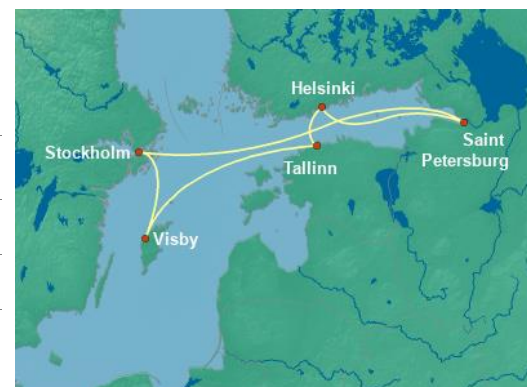 Helsinki
Stockholm
Saint
Petersburg
Tallinn
Visby